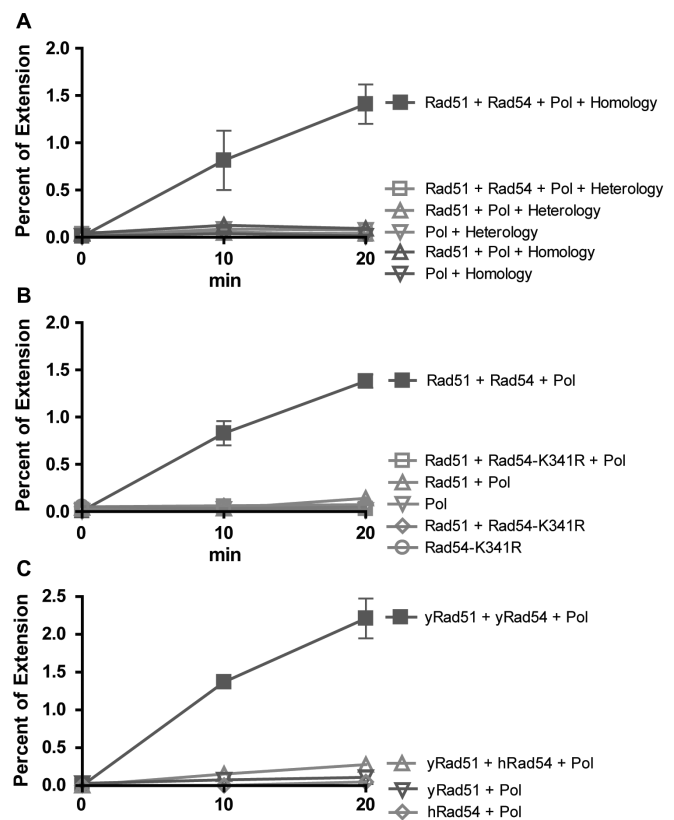 A
Percent of Extension
2.0
1.5
1.0
0.5
0.0
0
10
20
min
Rad51 + Rad54 + Pol + Homology
Rad51 + Rad54 + Pol + Heterology
Rad51 + Pol + Heterology
Pol + Heterology
Rad51 + Pol + Homology
Pol + Homology
B
Percent of Extension
2.0
1.5
1.0
0.5
0.0
0
10
20
min
Rad51 + Rad54 + Pol
Rad51 + Rad54-K341R + Pol
Rad51 + Pol
Pol
Rad51 + Rad54-K341R
Rad54-K341R
C
Percent of Extension
2.5
2.0
1.5
1.0
0.5
0.0
0
10
20
yRad51 + yRad54 + Pol
yRad51 + hRad54 + Pol
yRad51 + Pol
hRad54 + Pol